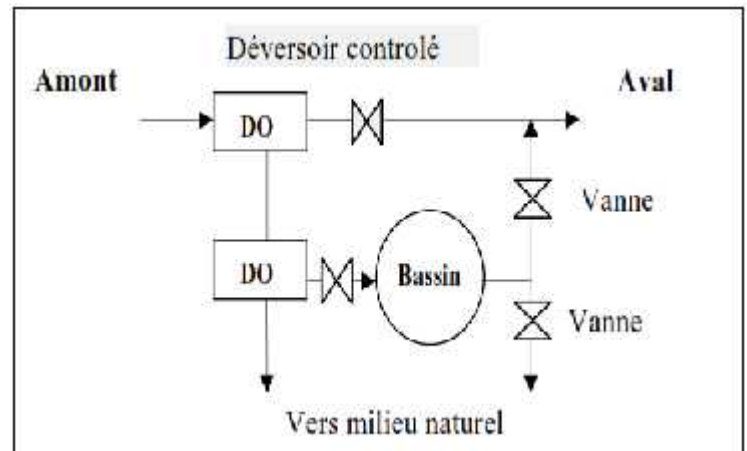 Déversoir controlé
Amont
Aval
DO
Vanne
DO
Bassin
Vanne
Vers milieu naturel